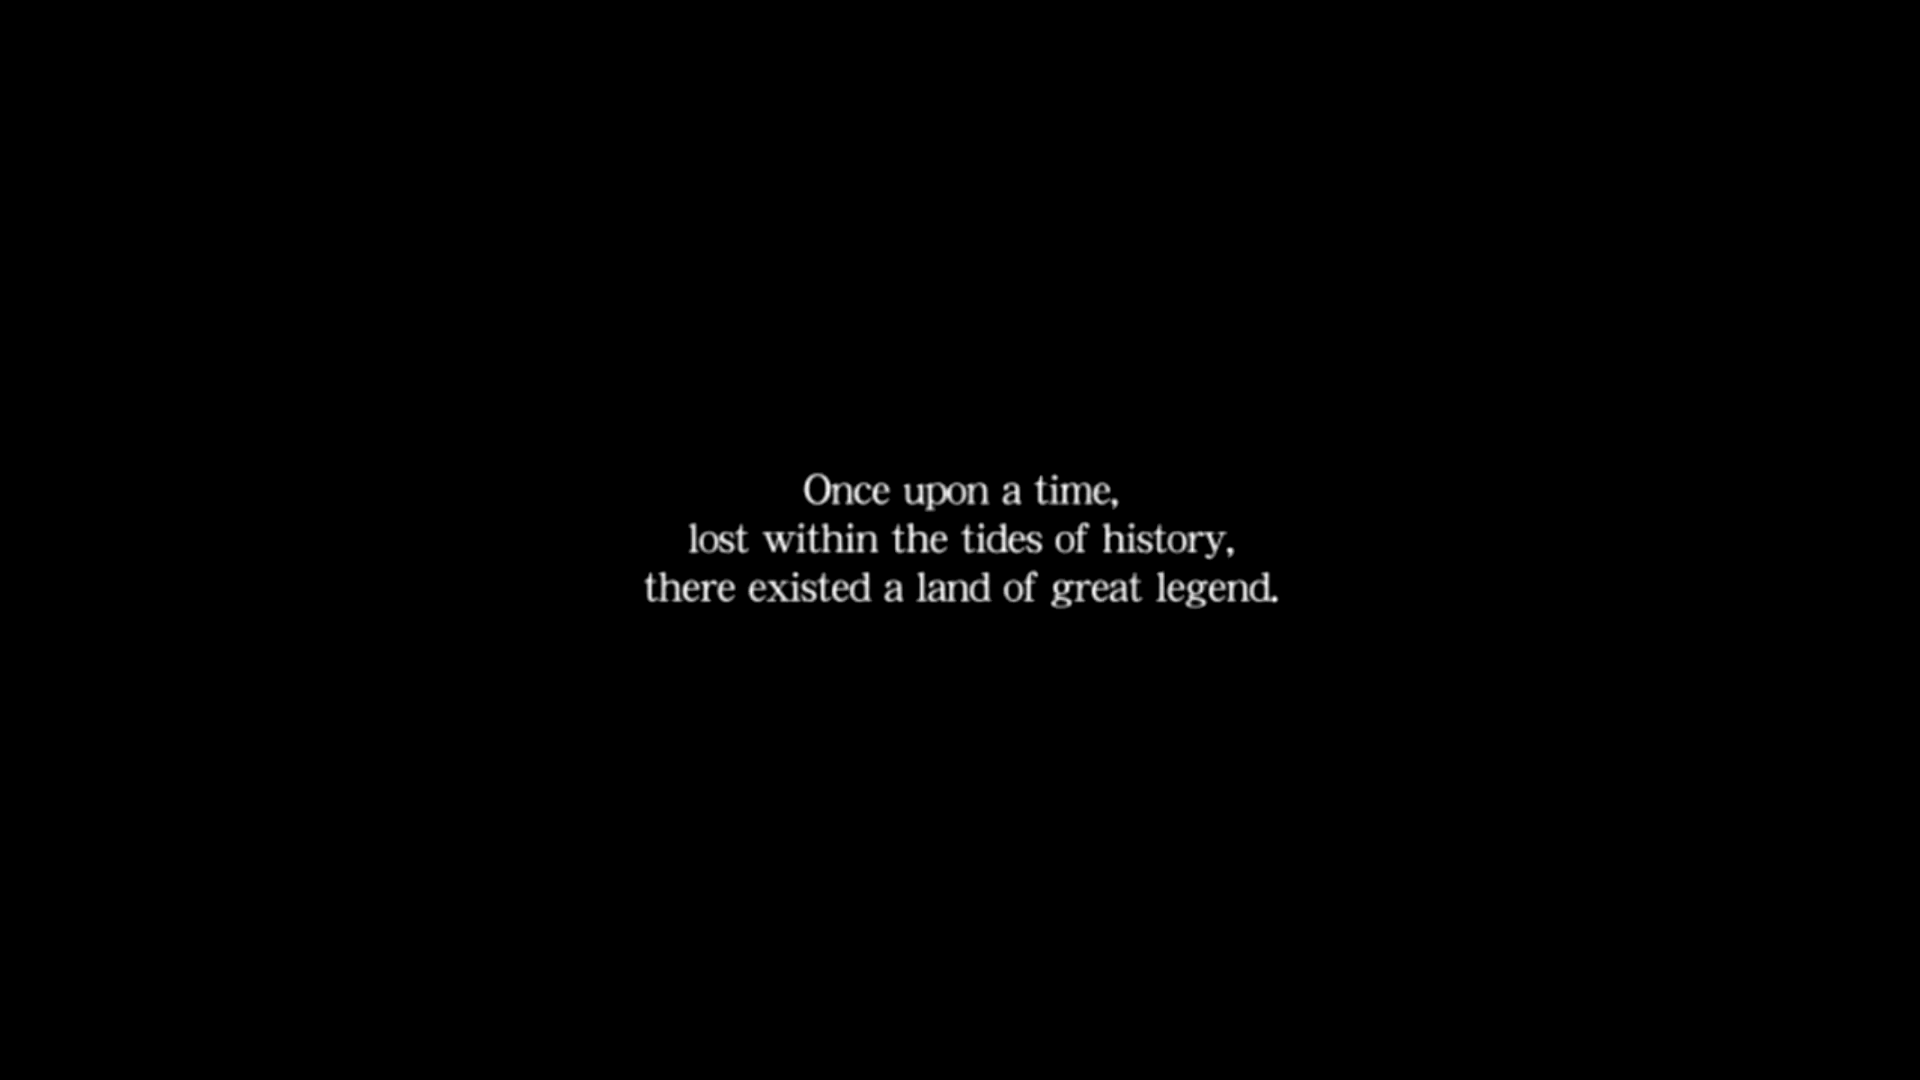 Once upon a time,
lost within the tides of history,
there existed a land of great legend.